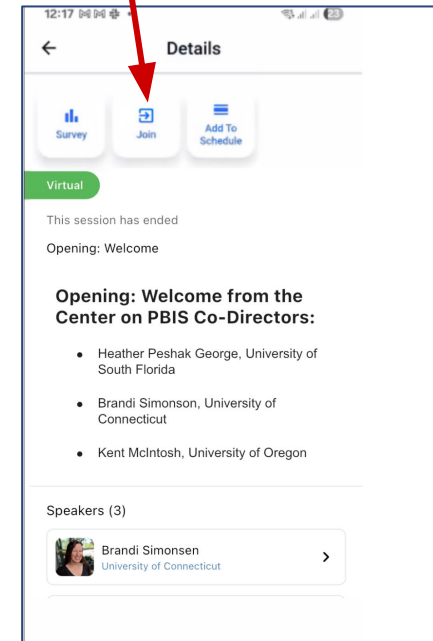 12:17
23
Details
Survey
Join
Add To
Schedule
Virtual
This session has ended
Opening: Welcome
Opening: Welcome from the
Center on PBIS Co-Directors:
• Heather Peshak George, University of
South Florida
• Brandi Simonson, University of
Connecticut
• Kent McIntosh, University of Oregon
Speakers (3)
Brandi Simonsen
University of Connecticut